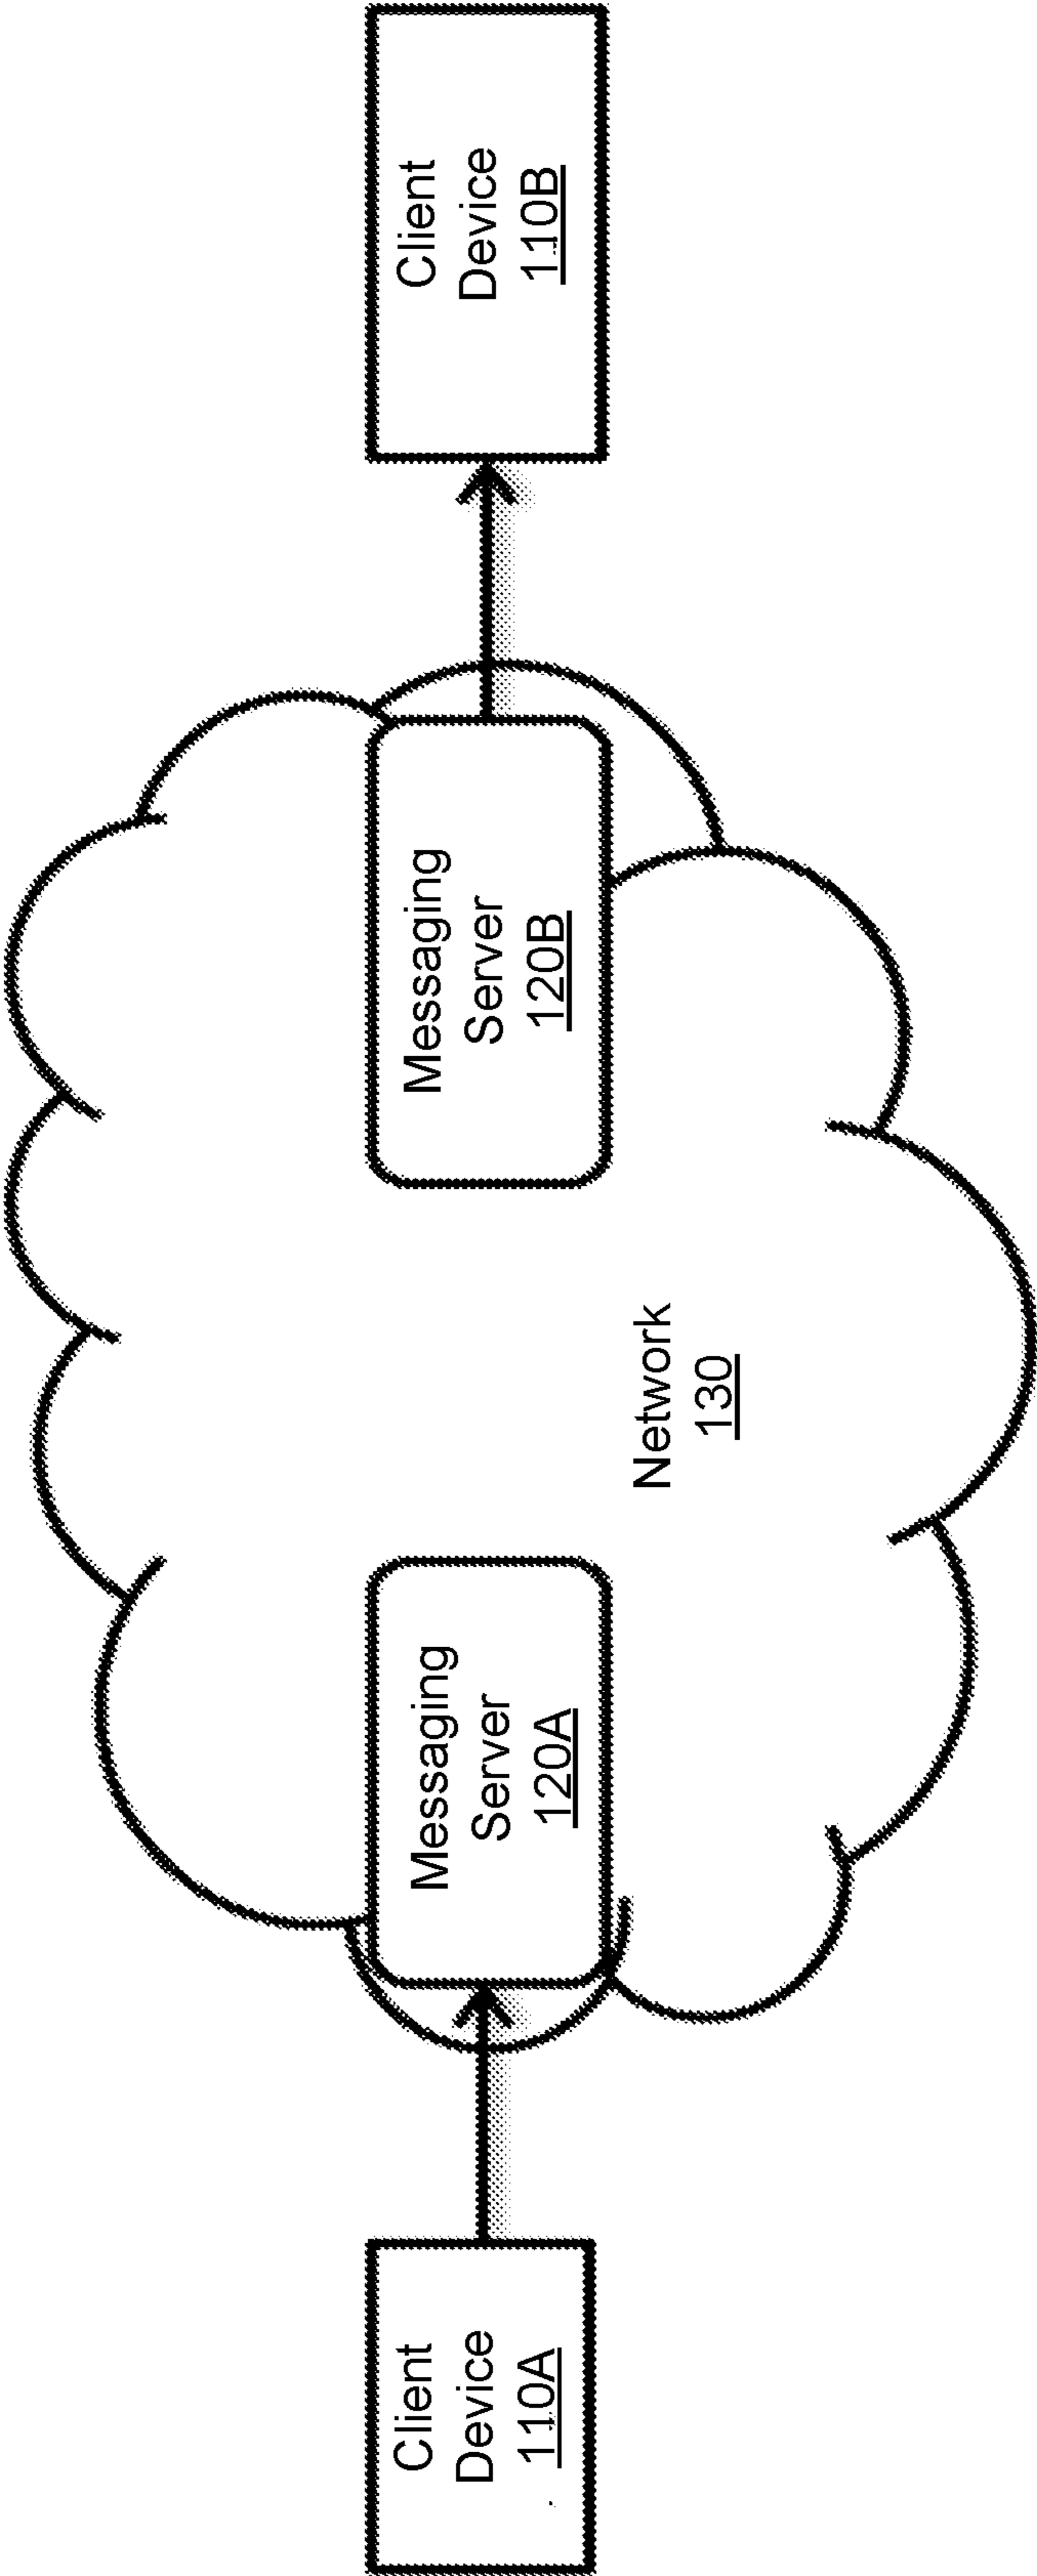 Client
Device
110A
Messaging
Server
120A
Network
130
Messaging
Server
120B
Client
Device
110B